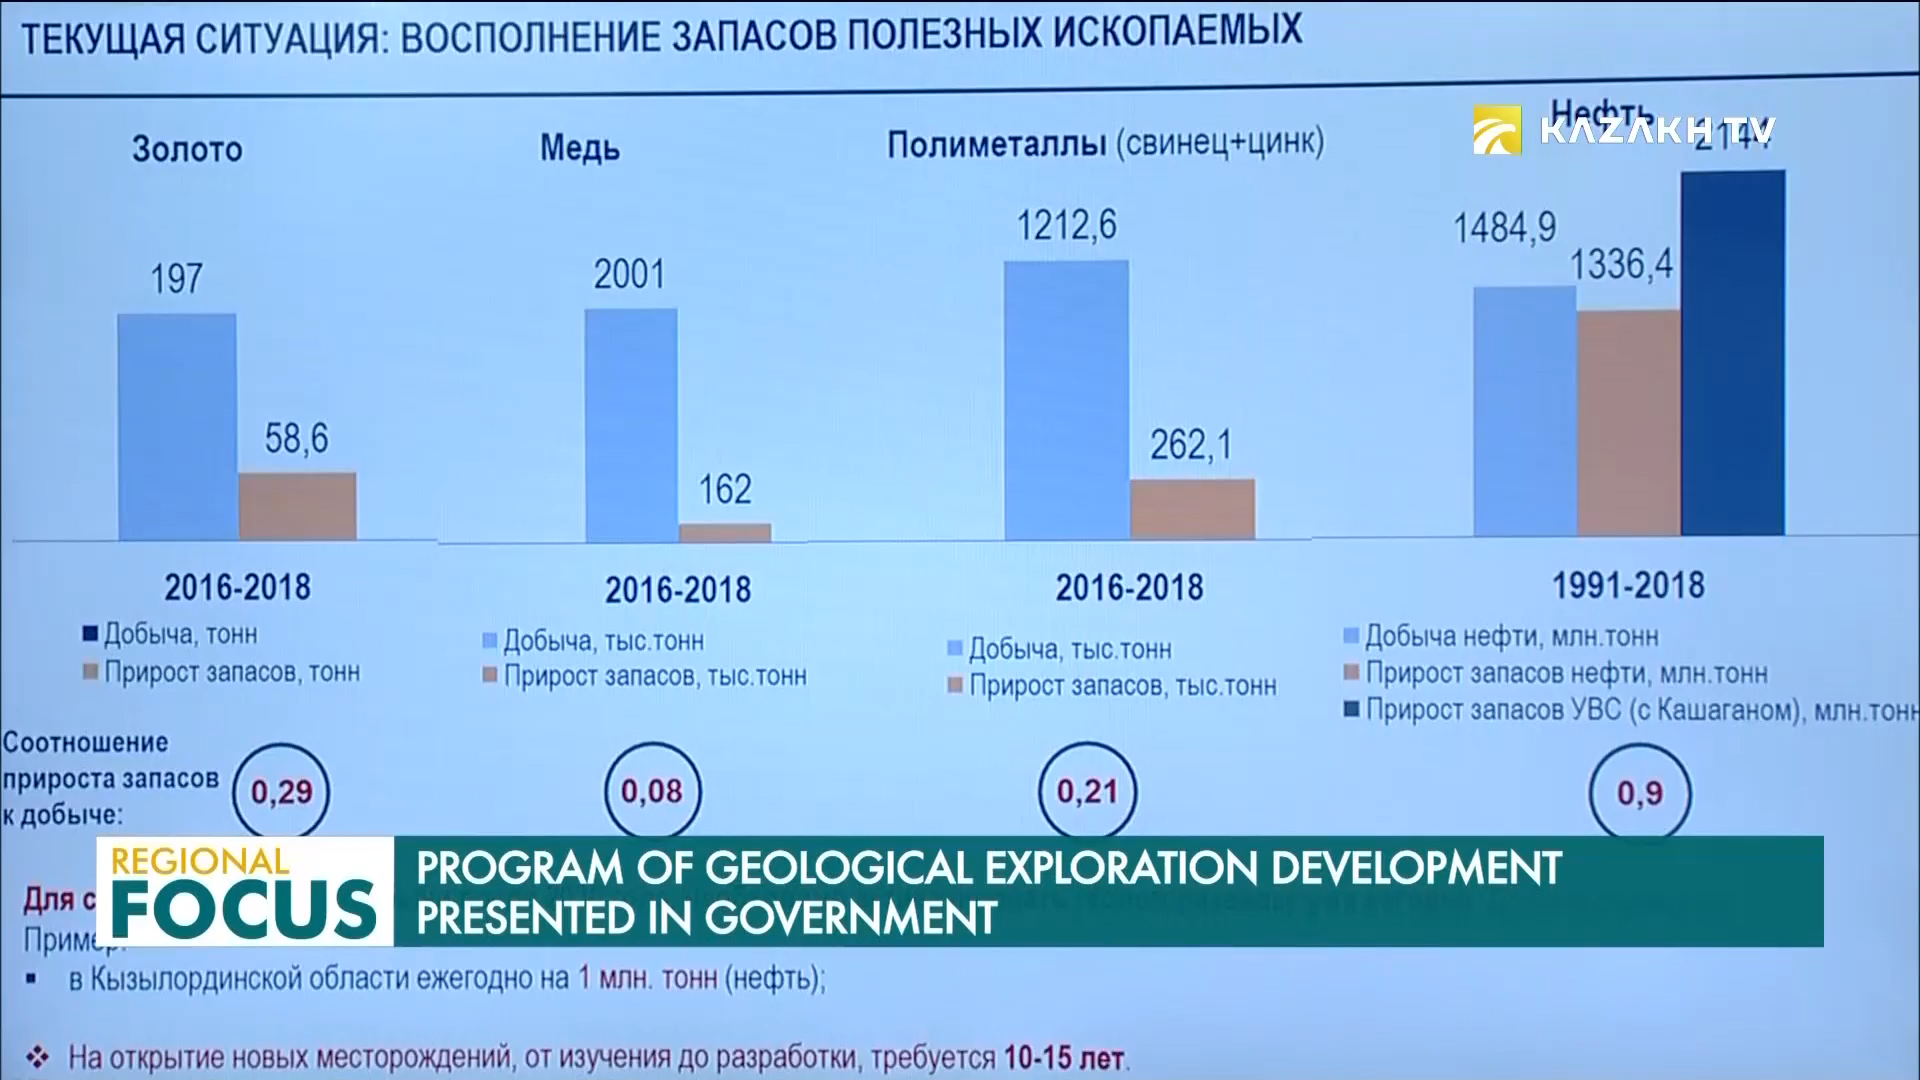 ТЕКУЩАЯ СИТУАЦИЯ: ВОСПОЛНЕНИЕ ЗАПАСОВ ПОЛЕЗНЫХ ИСКОПАЕМЫХ
Золото
Медь
Полиметаллы (свинец+цинк)
Нефть
KAZAKH TV
2144
197
58,6
2001
162
1212,6
262,1
1484,9
1336,4
2016-2018
2016-2018
2016-2018
1991-2018
Добыча, тонн
Прирост запасов, тонн
Добыча, тыс.тонн
Прирост запасов, тыс.тонн
Добыча, тыс.тонн
Прирост запасов, тыс.тонн
Добыча нефти, млн.тонн
Прирост запасов нефти, млн.тонн
Прирост запасов УВС (с Кашаганом), млн.тонн
Соотношение
прироста запасов
к добыче:
0,29
0,08
0,21
0,9
REGIONAL
FOCUS
PROGRAM OF GEOLOGICAL EXPLORATION DEVELOPMENT
PRESENTED IN GOVERNMENT
Для
в Кызылординской области ежегодно на 1 млн. тонн (нефть);
На открытие новых месторождений, от изучения до разработки, требуется 10-15 лет.